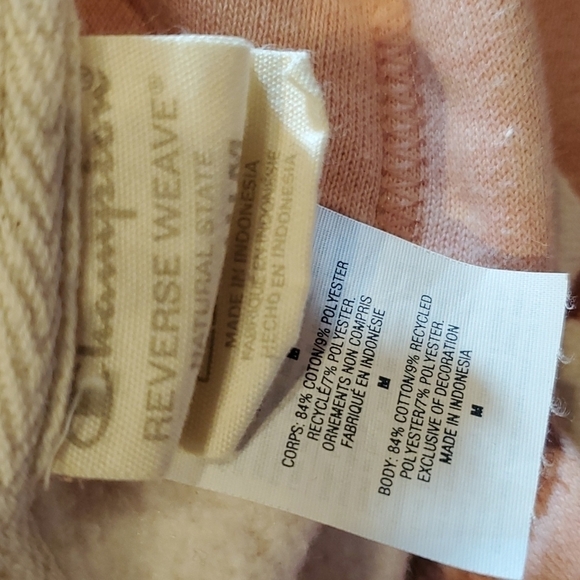 Champion®
REVERSE WEAVE®
NATURAL STATE
M
MADE IN INDONESIA
FABRIQUÉ EN INDONÉSIE
HECHO EN INDONESIA
M
CORPS: 84% COTON/9% POLYESTER
RECYCLÉ/7% POLYESTER.
ORNEMENTS NON COMPRIS
FABRIQUÉ EN INDONÉSIE
M
BODY: 84% COTTON/9% RECYCLED
POLYESTER/7% POLYESTER.
EXCLUSIVE OF DECORATION
MADE IN INDONESIA
M